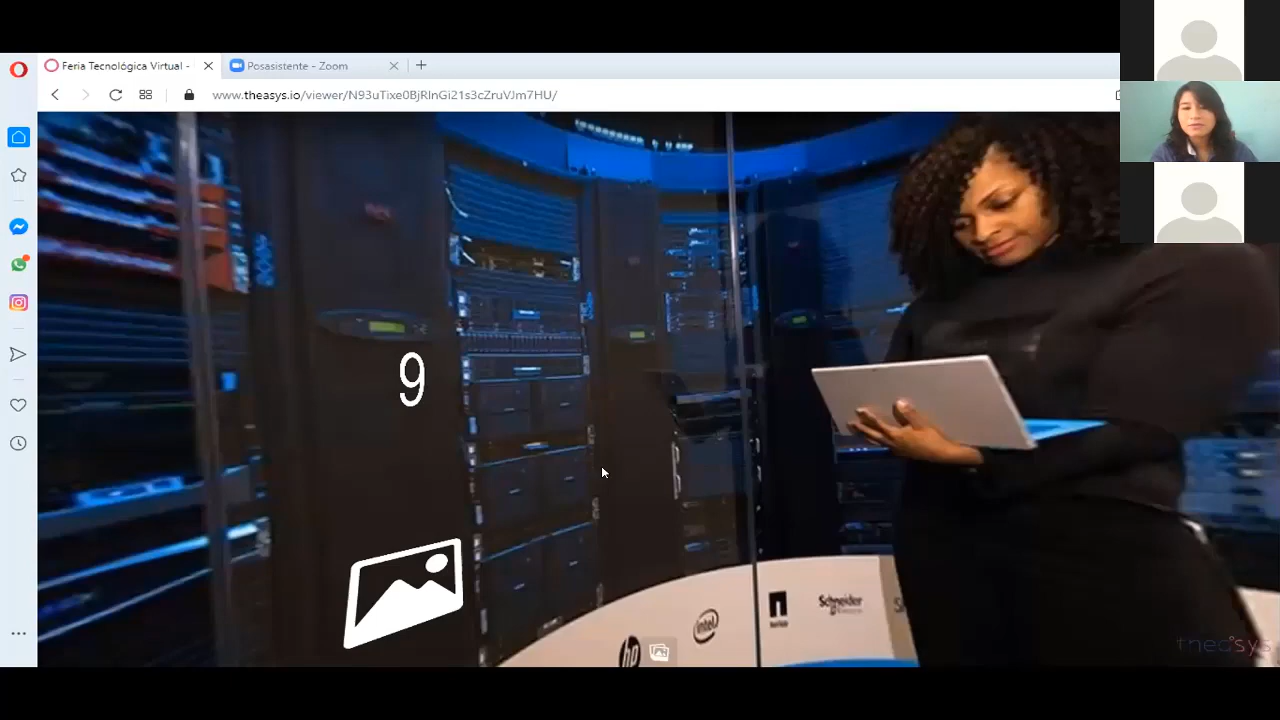 Feria Tecnológica Virtual -
Posasistente - Zoom
www.theasys.io/viewer/N93uTixe0BjRlnGi21s3cZruVJm7HU/
9
hp
intel
Schneider
theasys